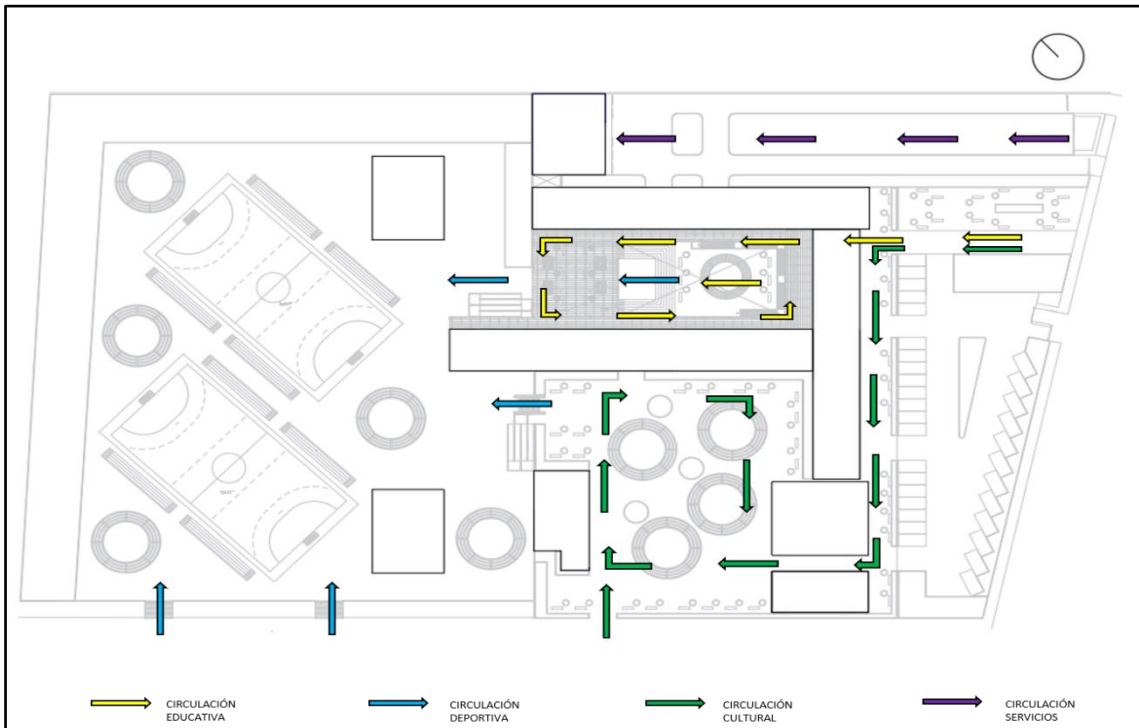 CIRCULACIÓN
EDUCATIVA
CIRCULACIÓN
DEPORTIVA
CIRCULACIÓN
CULTURAL
CIRCULACIÓN
SERVICIOS